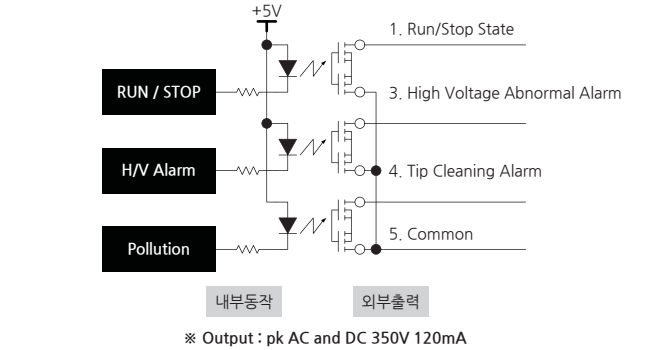 +5V
1. Run/Stop State
RUN / STOP
3. High Voltage Abnormal Alarm
H/V Alarm
4. Tip Cleaning Alarm
Pollution
5. Common
내부동작
외부출력
※ Output : pk AC and DC 350V 120mA